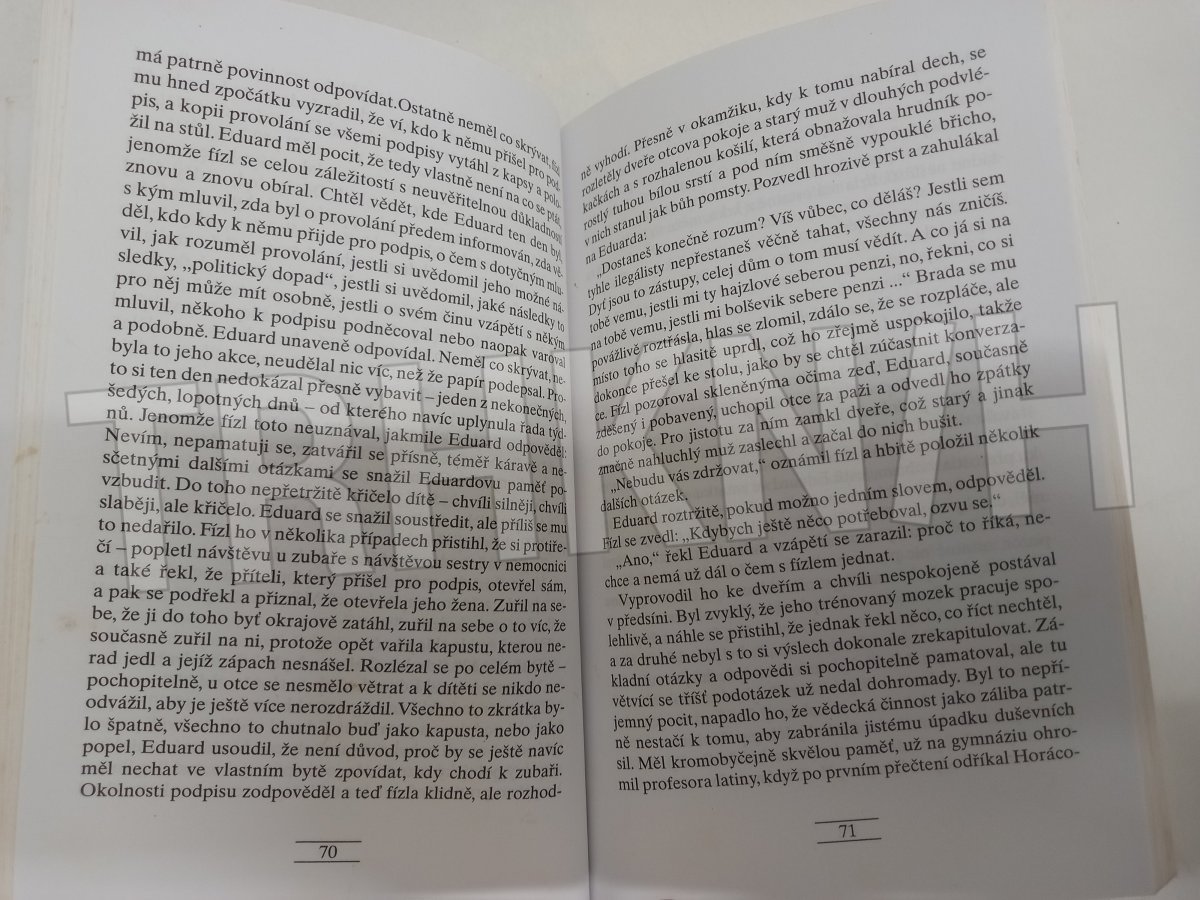 má patrně povinnost odpovídat.Ostatně neměl co skrývat, fízl
mu hned zpočátku vyzradil, že ví, kdo k němu přišel pro pod-
pis, a kopii provolání se všemi podpisy vytáhl z kapsy a polo-
žil na stůl. Eduard měl pocit, že tedy vlastně není na co se ptát,
jenomže fízl se celou záležitostí s neuvěřitelnou důkladností
znovu a znovu obíral. Chtěl vědět, kde Eduard ten den byl,
s kým mluvil, zda byl o provolání předem informován, zda vě-
děl, kdo kdy k němu přijde pro podpis, o čem s dotyčným mlu-
vil, jak rozuměl provolání, jestli si uvědomil jeho možné ná-
sledky, „politický dopad“, jestli si uvědomil, jaké následky to
pro něj může mít osobně, jestli o svém činu vzápětí s někým
mluvil, někoho k podpisu podněcoval nebo naopak varoval
a podobně. Eduard unaveně odpovídal. Neměl co skrývat, ne-
byla to jeho akce, neudělal nic víc, než že papír podepsal. Pro-
to si ten den nedokázal přesně vybavit – jeden z nekonečných,
šedých, lopotných dnů – od kterého navíc uplynula řada týd-
nů. Jenomže fízl toto neuznával, jakmile Eduard odpověděl:
Nevím, nepamatuji se, zatvářil se přísně, téměř káravě a ne-
sčetnými dalšími otázkami se snažil Eduardovu paměť po-
vzbudit. Do toho nepřetržitě křičelo dítě – chvíli silněji, chvíli
slaběji, ale křičelo. Eduard se snažil soustředit, ale příliš se mu
to nedařilo. Fízl ho v několika případech přistihl, že si protiře-
čí – popletl návštěvu u zubaře s návštěvou sestry v nemocnici
a také řekl, že příteli, který přišel pro podpis, otevřel sám,
a pak se podřekl a přiznal, že otevřela jeho žena. Zuřil na se-
be, že ji do toho byť okrajově zatáhl, zuřil na sebe o to víc, že
současně zuřil na ni, protože opět vařila kapustu, kterou ne-
rad jedl a jejíž zápach nesnášel. Rozlézal se po celém bytě –
pochopitelně, u otce se nesmělo větrat a k dítěti se nikdo ne-
odvážil, aby je ještě více nerozdráždil. Všechno to zkrátka by-
lo špatně, všechno to chutnalo buď jako kapusta, nebo jako
popel, Eduard usoudil, že není důvod, proč by se ještě navíc
měl nechat ve vlastním bytě zpovídat, kdy chodí k zubaři.
Okolnosti podpisu zodpověděl a teď fízla klidně, ale rozhod-
70
ně vyhodí. Přesně v okamžiku, kdy k tomu nabíral dech, se
rozletěly dveře otcova pokoje a starý muž v dlouhých podvlé-
kačkách a s rozhalenou košilí, která obnažovala hrudník po-
rostlý tuhou bílou srstí a pod ním směšně vypouklé břicho,
v nich stanul jak bůh pomsty. Pozvedl hrozivě prst a zahulákal
na Eduarda:
„Dostaneš konečně rozum? Víš vůbec, co děláš? Jestli sem
tyhle ilegálisty nepřestaneš věčně tahat, všechny nás zničíš.
Dyť jsou to zástupy, celej dům o tom musí vědít. A co já si na
tobě vemu, jestli mi ty hajzlové seberou penzi, no, řekni, co si
na tobě vemu, jestli mi bolševik sebere penzi ...“ Brada se mu
povážlivě roztřásla, hlas se zlomil, zdálo se, že se rozpláče, ale
místo toho se hlasitě uprdl, což ho zřejmě uspokojilo, takže
dokonce přešel ke stolu, jako by se chtěl zúčastnit konverza-
ce. Fízl pozoroval skleněnýma očima zeď, Eduard, současně
zděšený i pobavený, uchopil otce za paži a odvedl ho zpátky
do pokoje. Pro jistotu za ním zamkl dveře, což starý a jinak
značně nahluchlý muž zaslechl a začal do nich bušit.
„Nebudu vás zdržovat,“ oznámil fízl a hbitě položil několik
dalších otázek.
Eduard roztržitě, pokud možno jedním slovem, odpověděl.
Fízl se zvedl: „Kdybych ještě něco potřeboval, ozvu se.“
„Ano,“ řekl Eduard a vzápětí se zarazil: proč to říká, ne-
chce a nemá už dál o čem s fízlem jednat.
Vyprovodil ho ke dveřím a chvíli nespokojeně postával
v předsíni. Byl zvyklý, že jeho trénovaný mozek pracuje spo-
lehlivě, a náhle se přistihl, že jednak řekl něco, co říct nechtěl,
a za druhé nebyl s to si výslech dokonale zrekapitulovat. Zá-
kladní otázky a odpovědi si pochopitelně pamatoval, ale tu
větvící se tříšť podotázek už nedal dohromady. Byl to nepří-
jemný pocit, napadlo ho, že vědecká činnost jako záliba patr-
ně nestačí k tomu, aby zabránila jistému úpadku duševních
sil. Měl kromobyčejně skvělou paměť, už na gymnáziu ohro-
mil profesora latiny, když po prvním přečtení odříkal Horáco-
71
TRHKNIH